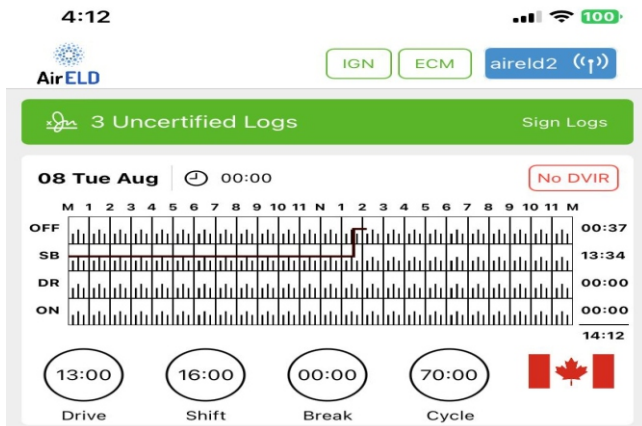 4:12
100
AirELD
IGN
ECM
aireld2
3 Uncertified Logs
Sign Logs
08 Tue Aug
00:00
No DVIR
M 1 2 3 4 5 6 7 8 9 10 11 N 1 2 3 4 5 6 7 8 9 10 11 M
OFF 00:37
SB 13:34
DR 00:00
ON 00:00
14:12
13:00 16:00 00:00 70:00
Drive Shift Break Cycle